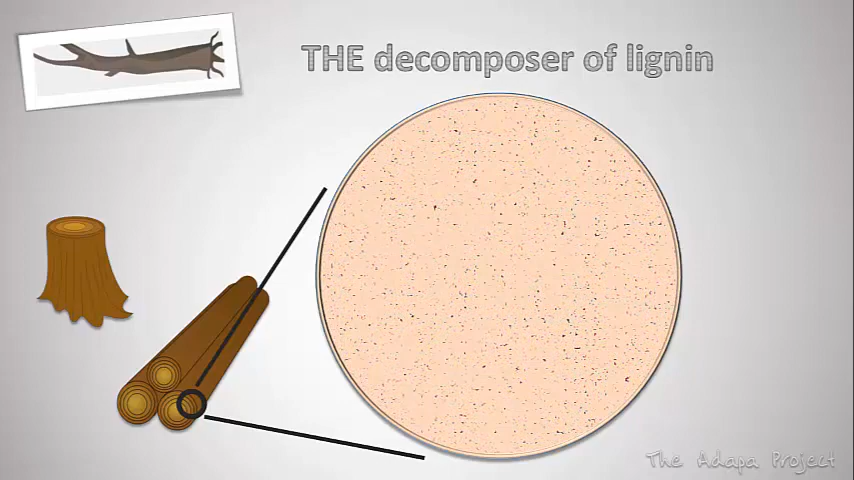 THE decomposer of lignin
The Adapa Project